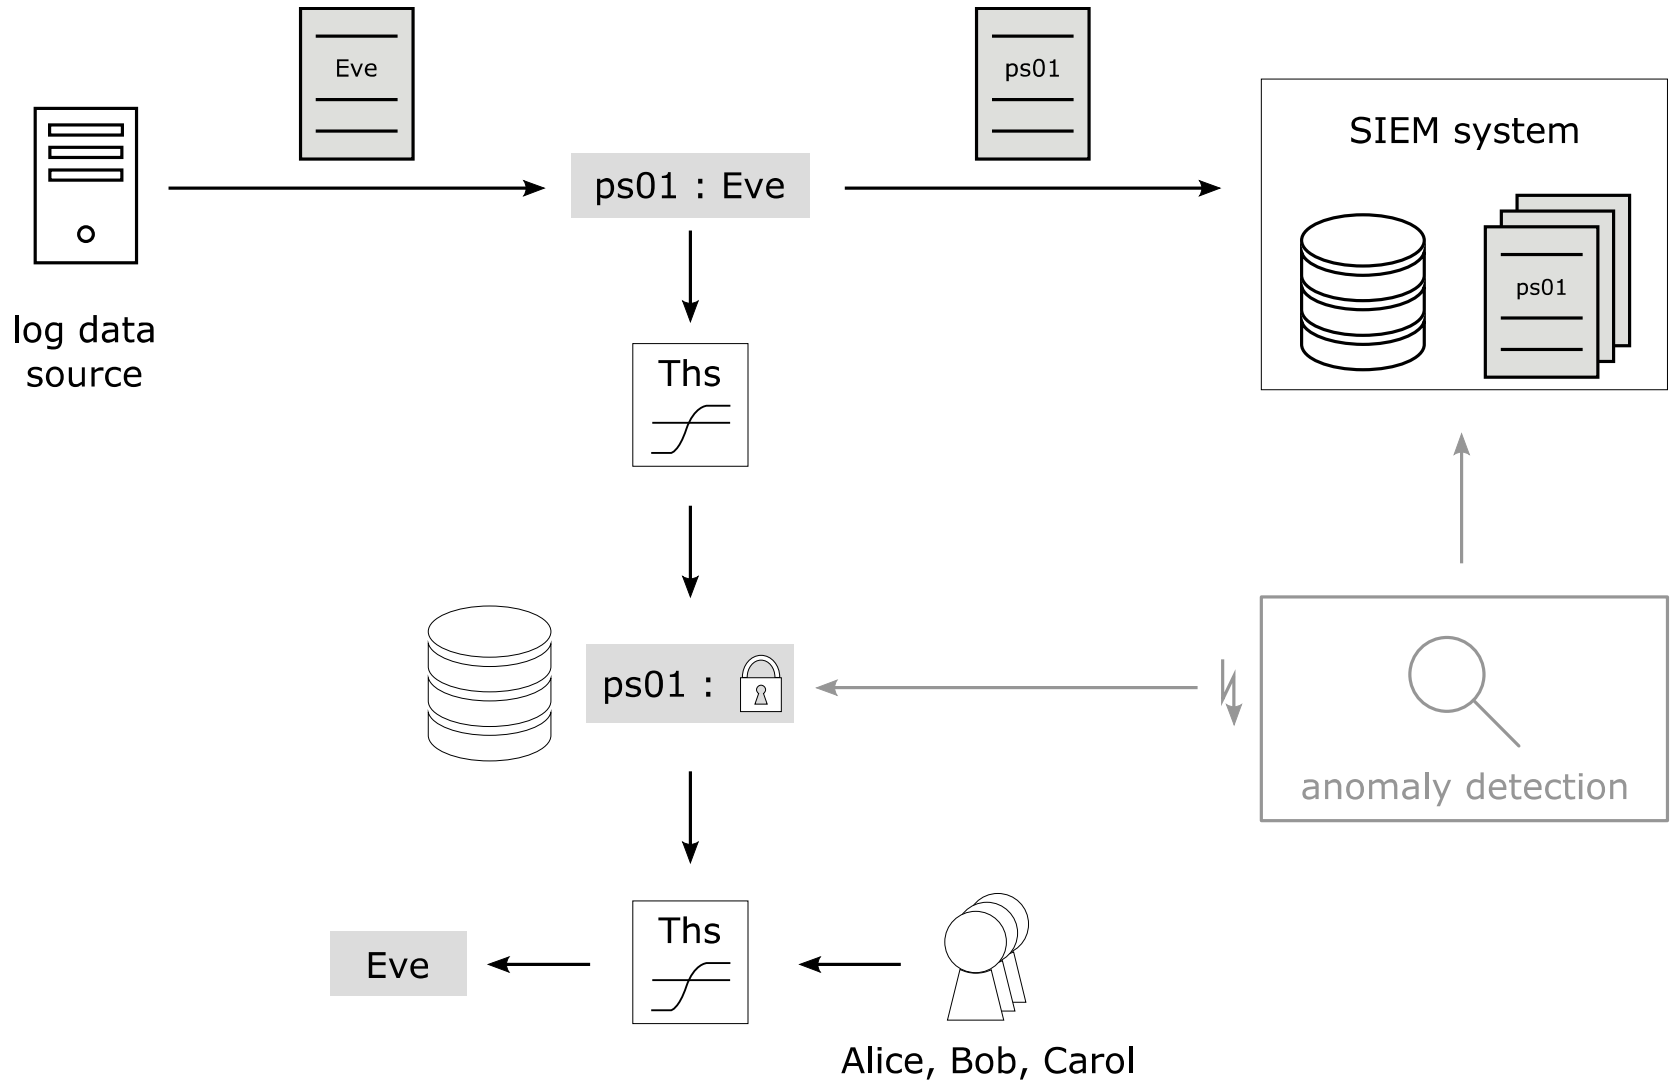 Eve
ps01
SIEM system
ps01 : Eve
ps01
log data
source
Ths
ps01 :
anomaly detection
Ths
Eve
Alice, Bob, Carol